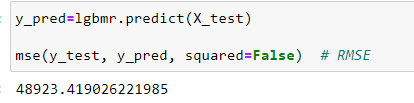 y_pred=lgbmr.predict(X_test)
mse(y_test, y_pred, squared=False)  # RMSE
48923.419026221985